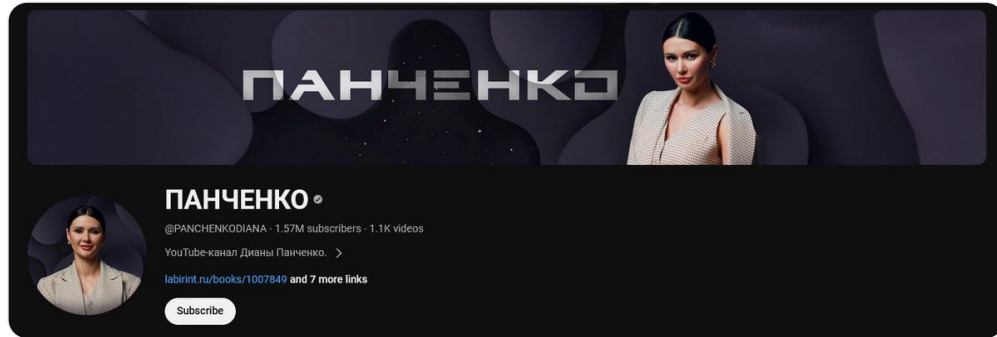 ПАНЧЕНКО
ПАНЧЕНКО
@PANCHENKODIANA · 1.57M subscribers · 1.1K videos
YouTube-канал Дианы Панченко.
labirint.ru/books/1007849 and 7 more links
Subscribe